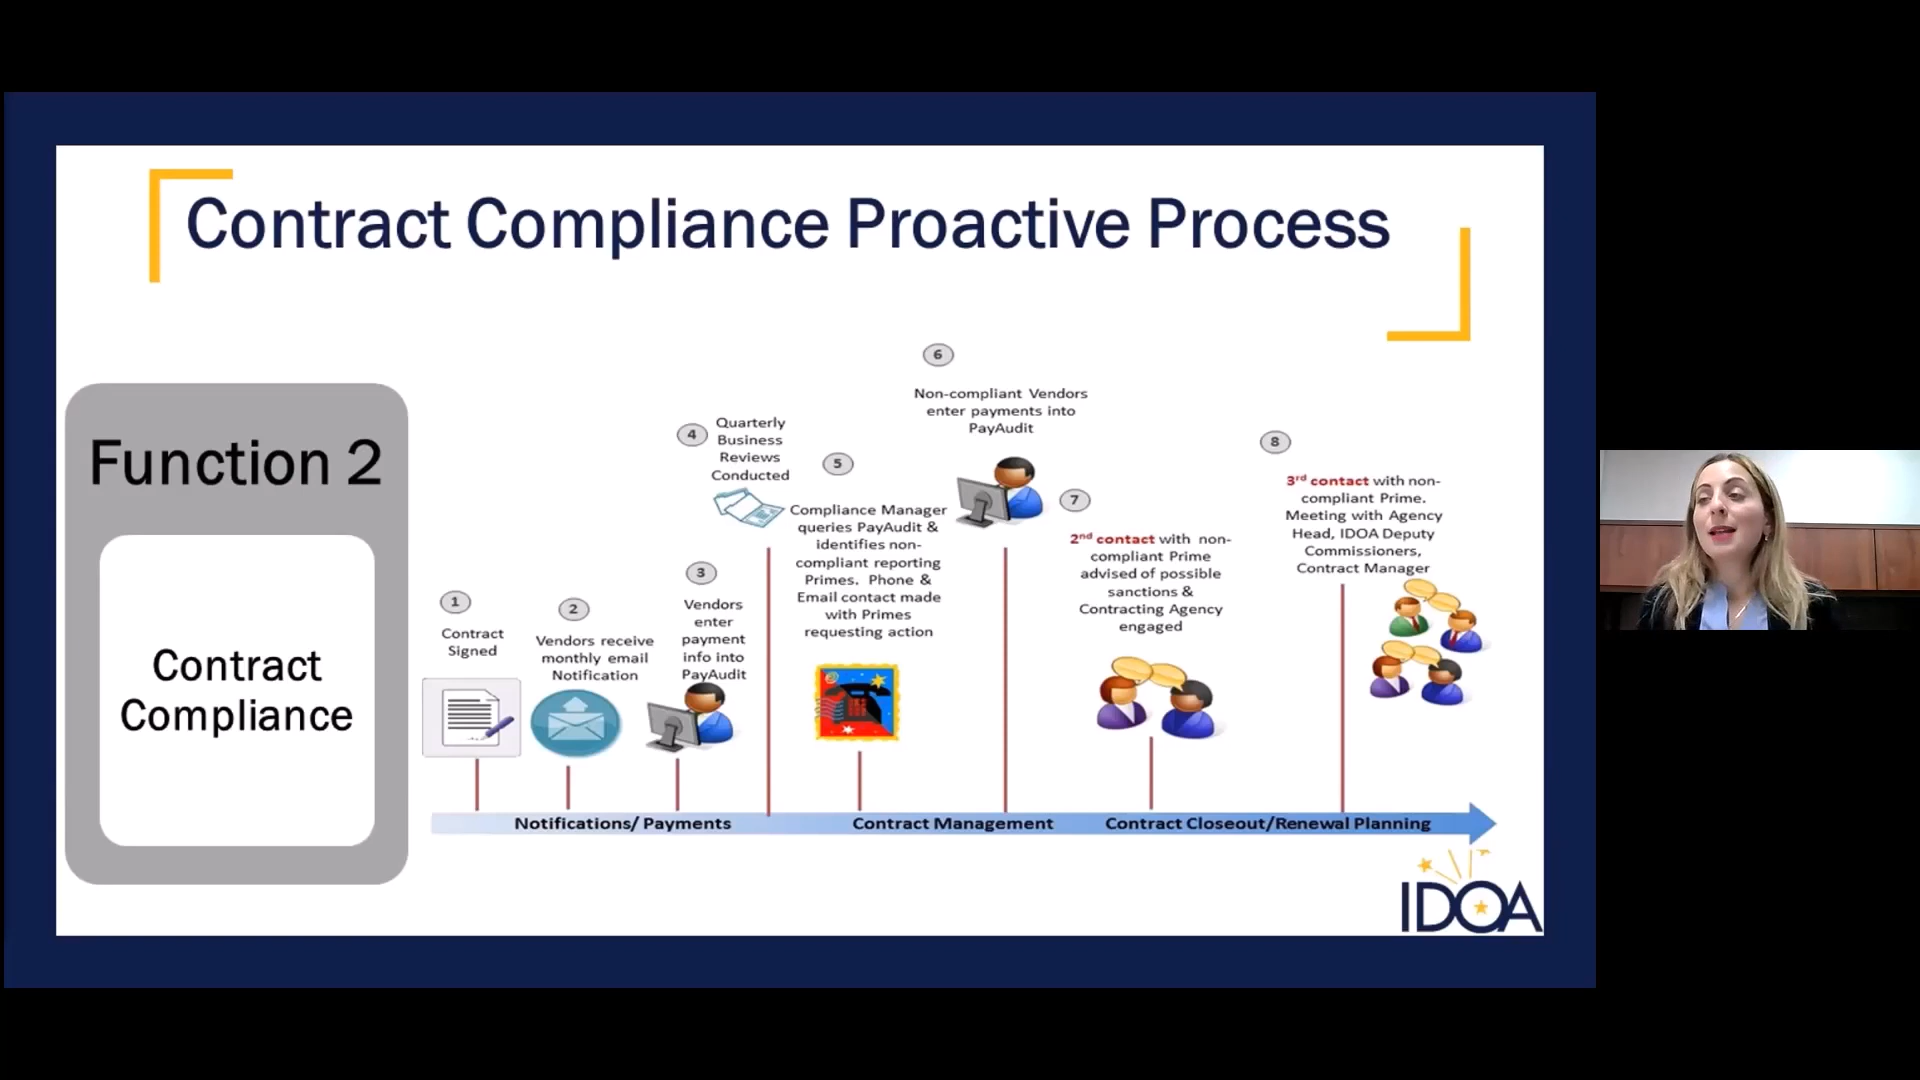 Contract Compliance Proactive Process
Function 2
Contract
Compliance
1
Contract
Signed
2
Vendors receive
monthly email
Notification
3
Vendors
enter
payment
info into
PayAudit
4
Quarterly
Business
Reviews
Conducted
5
Compliance Manager
queries PayAudit &
identifies non-
compliant reporting
Primes. Phone &
Email contact made
with Primes
requesting action
6
Non-compliant Vendors
enter payments into
PayAudit
7
2nd contact with non-
compliant Prime
advised of possible
sanctions &
Contracting Agency
engaged
8
3rd contact with non-
compliant Prime.
Meeting with Agency
Head, IDOA Deputy
Commissioners,
Contract Manager
Notifications/ Payments
Contract Management
Contract Closeout/Renewal Planning
IDOA